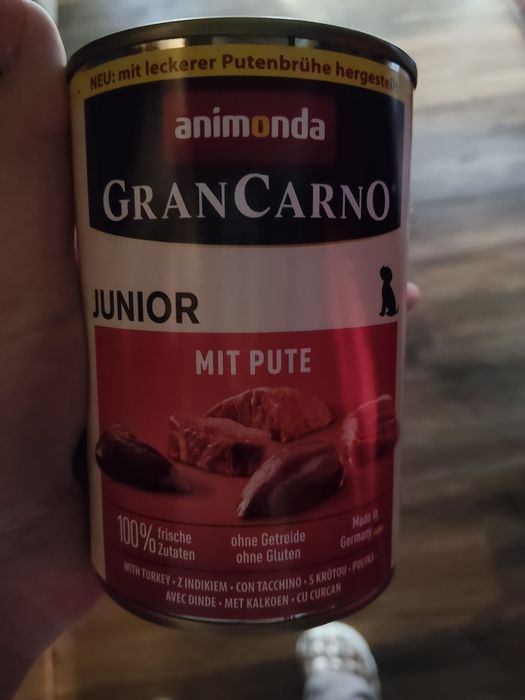 NEU: mit leckerer Putenbrühe hergestellt
animonda
GRANCARNO
JUNIOR
MIT PUTE
100% frische Zutaten
ohne Getreide
ohne Gluten
Made in
Germany
WITH TURKEY • Z INDIKIEM • CON TACCHINO • S KRŮTOU • PULYKA
AVEC DINDE • MET KALKOEN • CU CURCAN